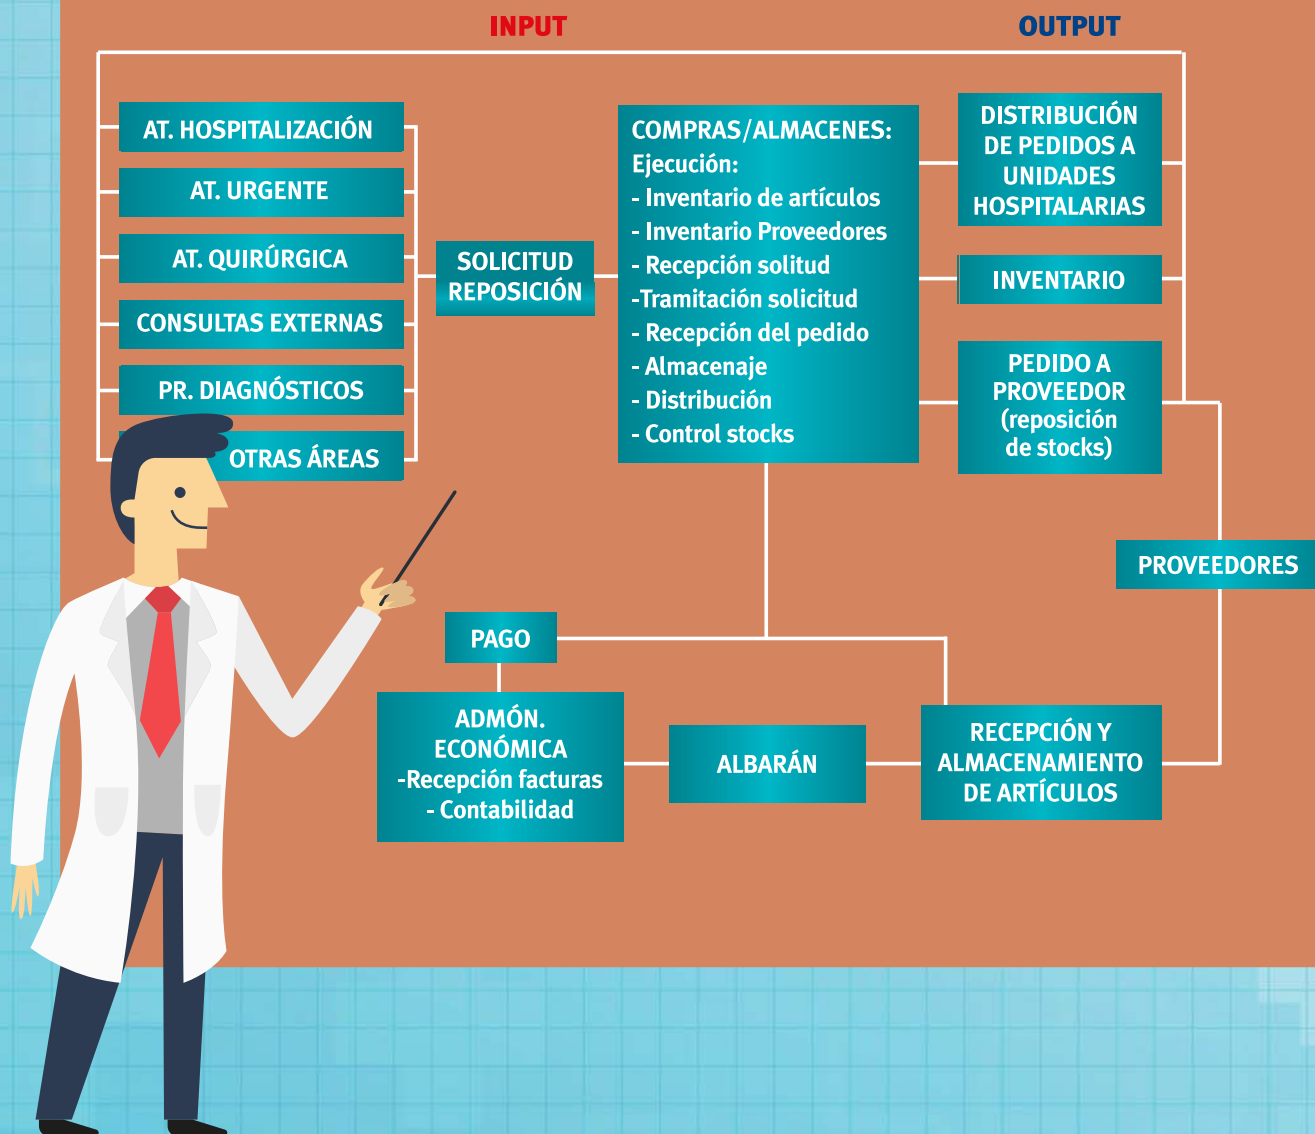 INPUT
OUTPUT
AT. HOSPITALIZACIÓN
AT. URGENTE
AT. QUIRÚRGICA
CONSULTAS EXTERNAS
PR. DIAGNÓSTICOS
OTRAS ÁREAS
SOLICITUD
REPOSICIÓN
COMPRAS/ALMACENES:
Ejecución:
- Inventario de artículos
- Inventario Proveedores
- Recepción solitud
-Tramitación solicitud
- Recepción del pedido
- Almacenaje
- Distribución
- Control stocks
DISTRIBUCIÓN
DE PEDIDOS A
UNIDADES
HOSPITALARIAS
INVENTARIO
PEDIDO A
PROVEEDOR
(reposición
de stocks)
PROVEEDORES
PAGO
ADMÓN.
ECONÓMICA
-Recepción facturas
- Contabilidad
ALBARÁN
RECEPCIÓN Y
ALMACENAMIENTO
DE ARTÍCULOS